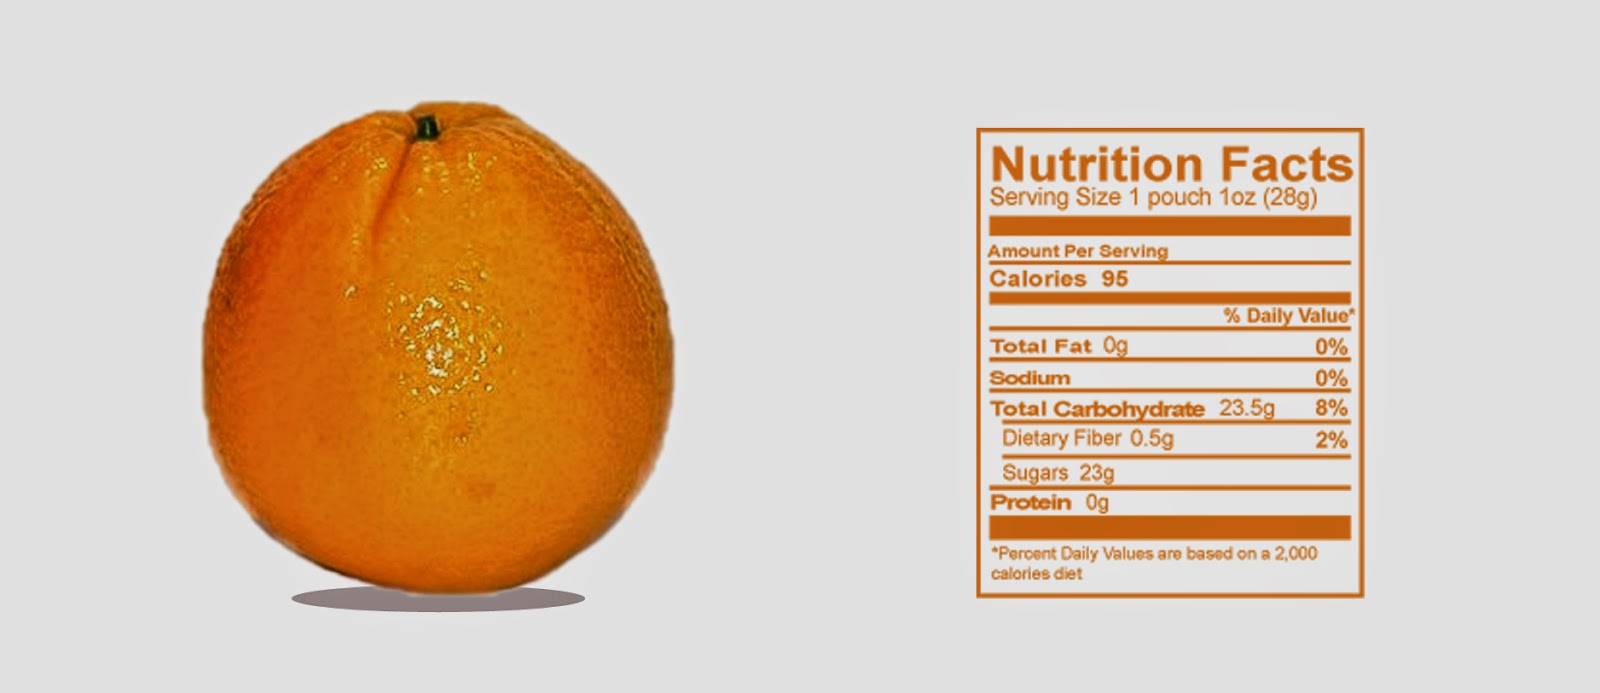 Nutrition Facts
Serving Size 1 pouch 1oz (28g)
Amount Per Serving
Calories 95
% Daily Value*
Total Fat 0g 0%
Sodium 0%
Total Carbohydrate 23.5g 8%
Dietary Fiber 0.5g 2%
Sugars 23g
Protein 0g
*Percent Daily Values are based on a 2,000
calories diet